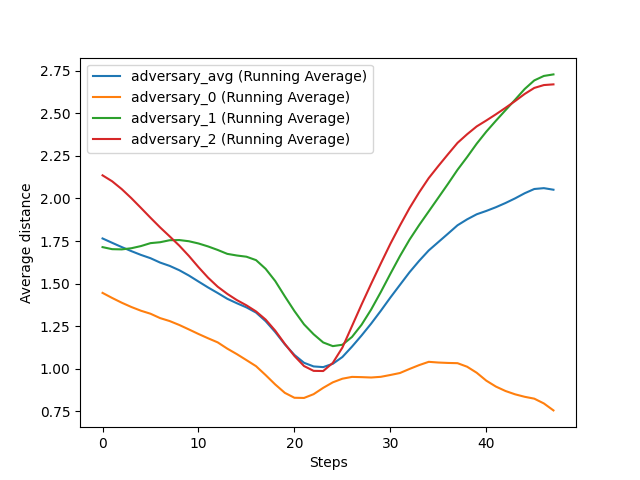 adversary_avg (Running Average)
adversary_0 (Running Average)
adversary_1 (Running Average)
adversary_2 (Running Average)
Average distance
2.75
2.50
2.25
2.00
1.75
1.50
1.25
1.00
0.75
0 10 20 30 40
Steps